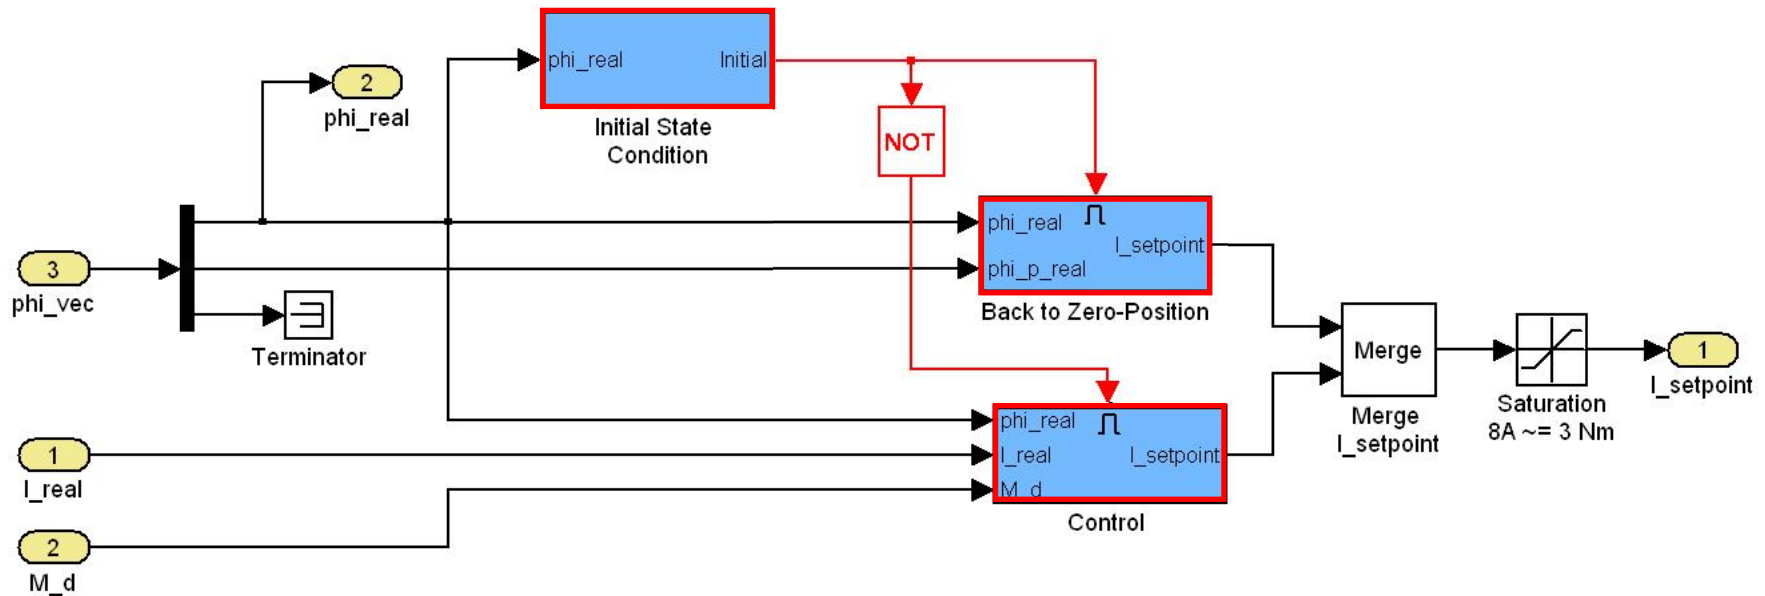 phi_real
Initial
Initial State
Condition
2
phi_real
NOT
phi_real
I_setpoint
phi_p_real
Back to Zero-Position
3
phi_vec
Terminator
Merge
Merge
I_setpoint
Saturation
8A ~= 3 Nm
1
I_setpoint
phi_real
I_real
I_setpoint
M_d
Control
1
I_real
2
M_d